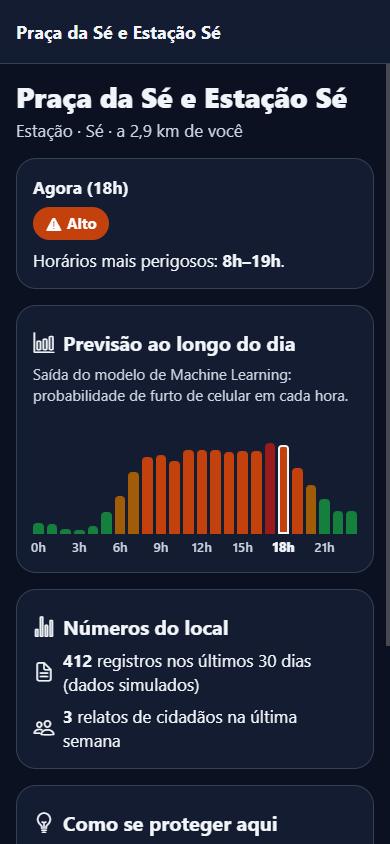 Praça da Sé e Estação Sé
Praça da Sé e Estação Sé
Estação · Sé · a 2,9 km de você
Agora (18h)
Alto
Horários mais perigosos: 8h–19h.
Previsão ao longo do dia
Saída do modelo de Machine Learning:
probabilidade de furto de celular em cada hora.
0h 3h 6h 9h 12h 15h 18h 21h
Números do local
412 registros nos últimos 30 dias
(dados simulados)
3 relatos de cidadãos na última
semana
Como se proteger aqui